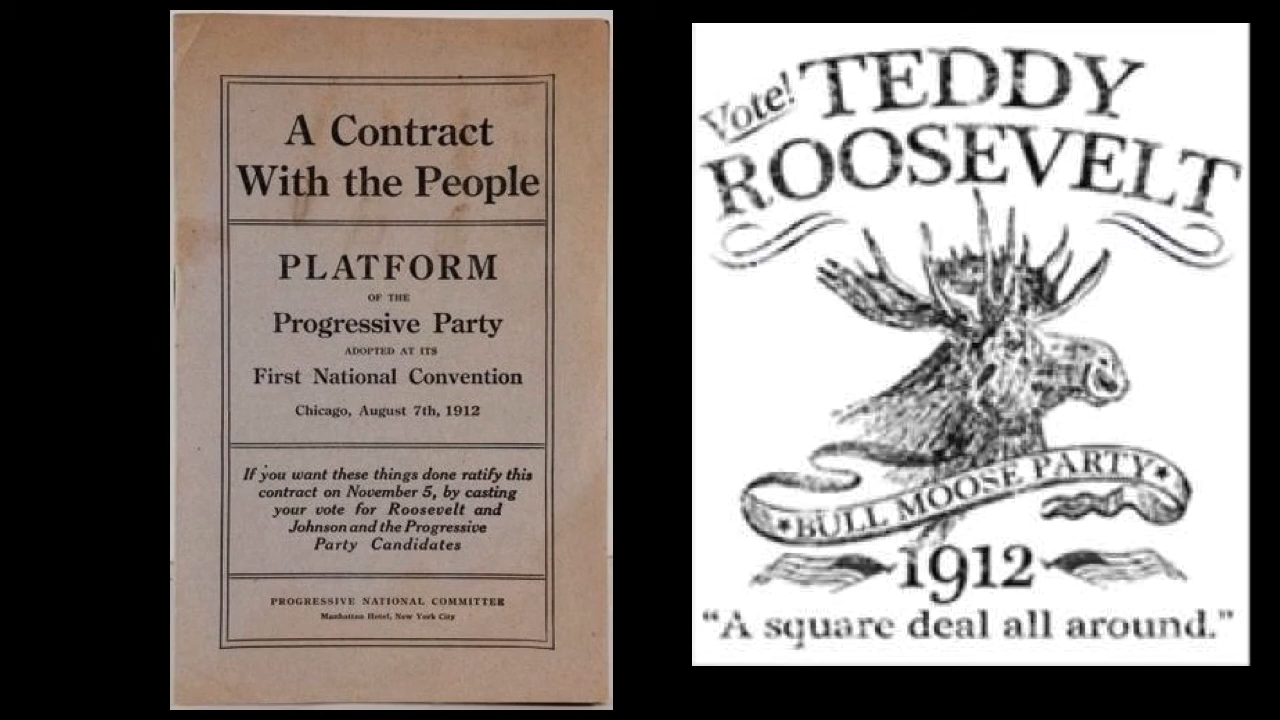 A Contract
With the People
PLATFORM
OF THE
Progressive Party
ADOPTED AT ITS
First National Convention
Chicago, August 7th, 1912
If you want these things done ratify this
contract on November 5, by casting
your vote for Roosevelt and
Johnson and the Progressive
Party Candidates
PROGRESSIVE NATIONAL COMMITTEE
Manhattan Hotel, New York City
Vote! TEDDY
ROOSEVELT
BULL MOOSE PARTY
1912
"A square deal all around."